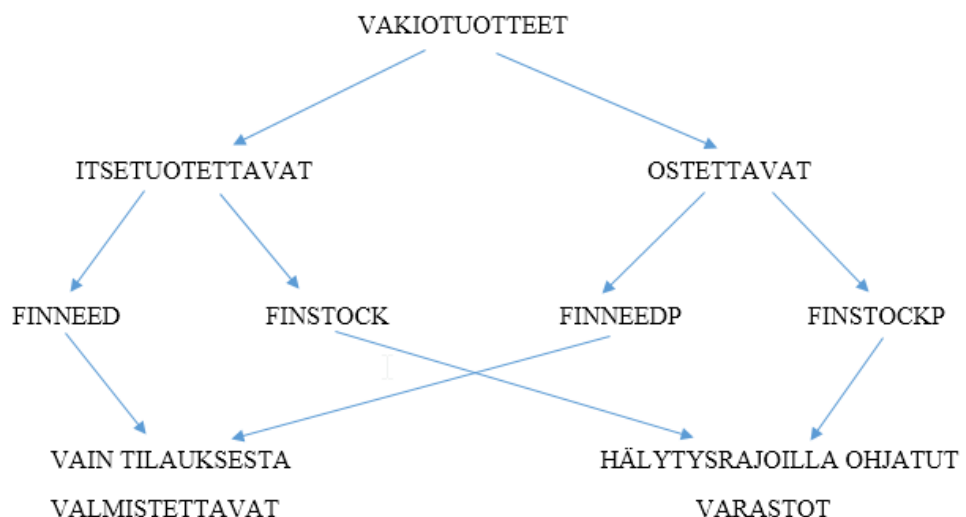 VAKIOTUOTTEET
ITSETUOTETTAVAT
OSTETTAVAT
FINNEED
FINSTOCK
FINNEEDP
FINSTOCKP
VAIN TILAUKSESTA
VALMISTETTAVAT
HÄLYTYSRAJOILLA OHJATUT
VARASTOT